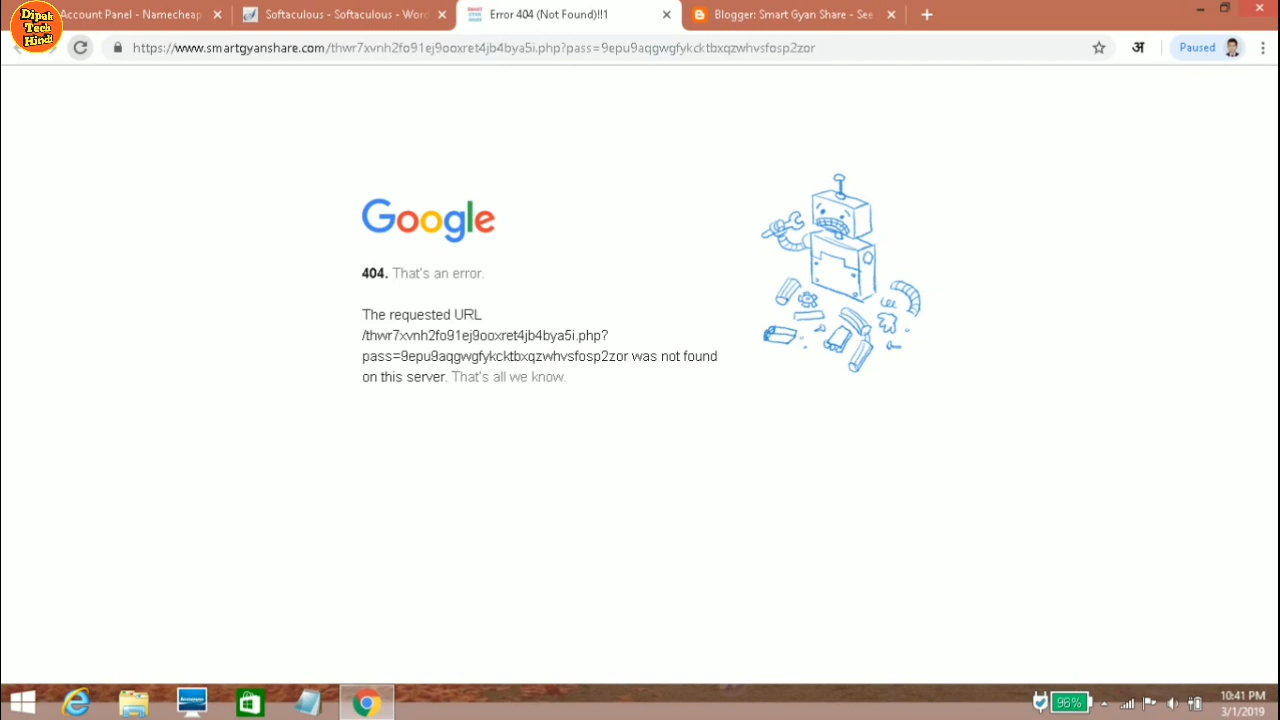 Dipak
Tech
Hindi
Account Panel - Namecheap
Softaculous - Softaculous - Word
Error 404 (Not Found)!!1
Blogger: Smart Gyan Share - See
https://www.smartgyanshare.com/thwr7xvnh2fo91ej9ooxret4jb4bya5i.php?pass=9epu9aqgwgfykcktbxqzwhvsfosp2zor
अ
Paused
Google
404. That's an error.
The requested URL
/thwr7xvnh2fo91ej9ooxret4jb4bya5i.php?
pass=9epu9aqgwgfykcktbxqzwhvsfosp2zor was not found
on this server. That's all we know.
96%
10:41 PM
3/1/2019